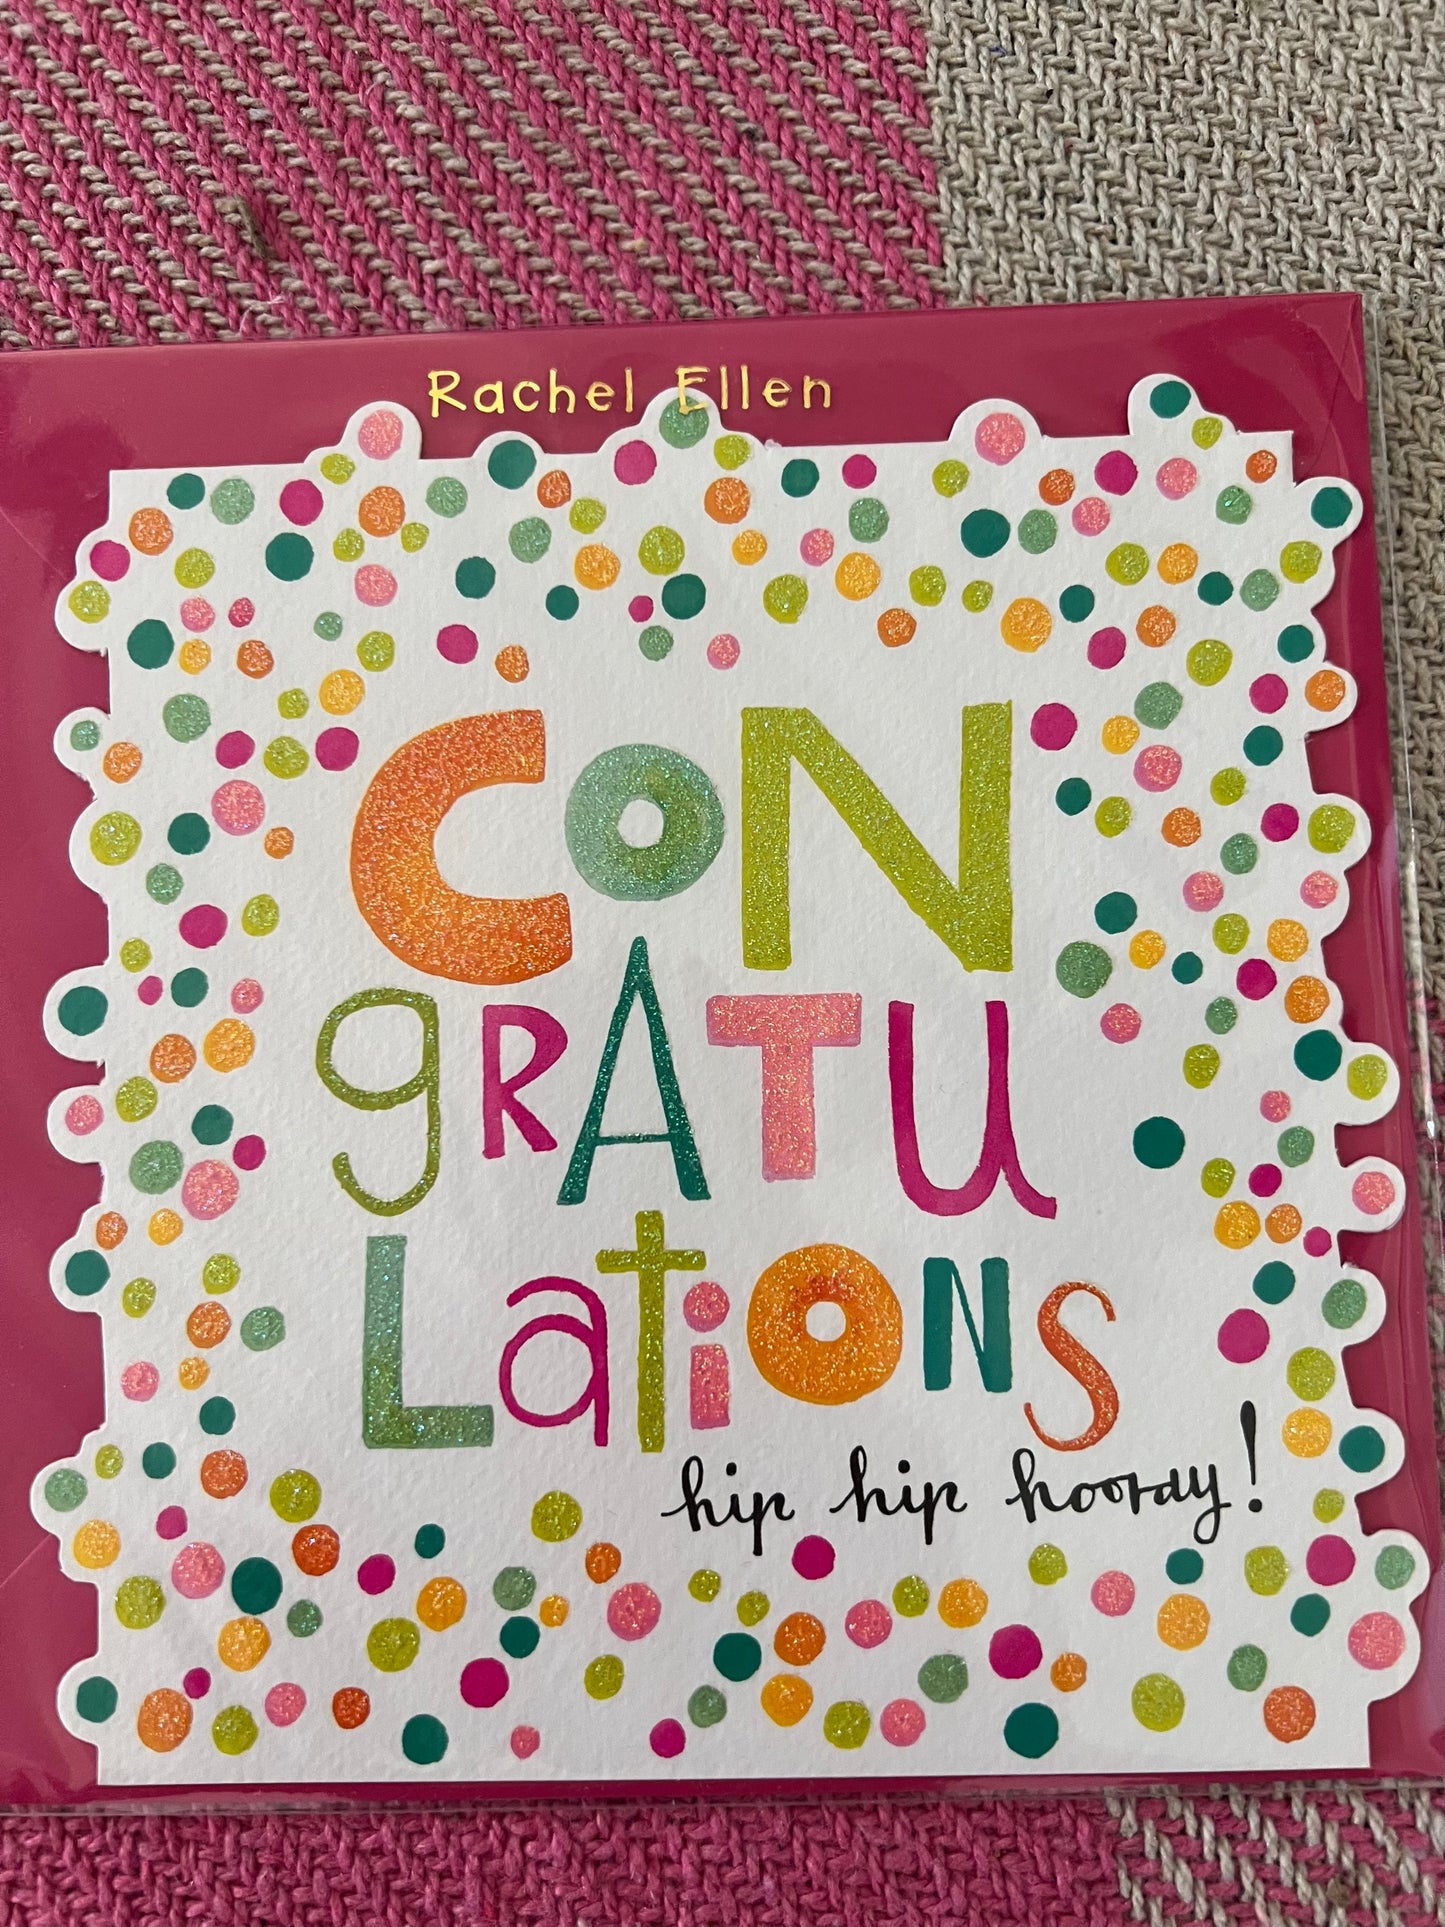 Rachel Ellen
CON
gRATU
LatiONs
hip hip hooray!